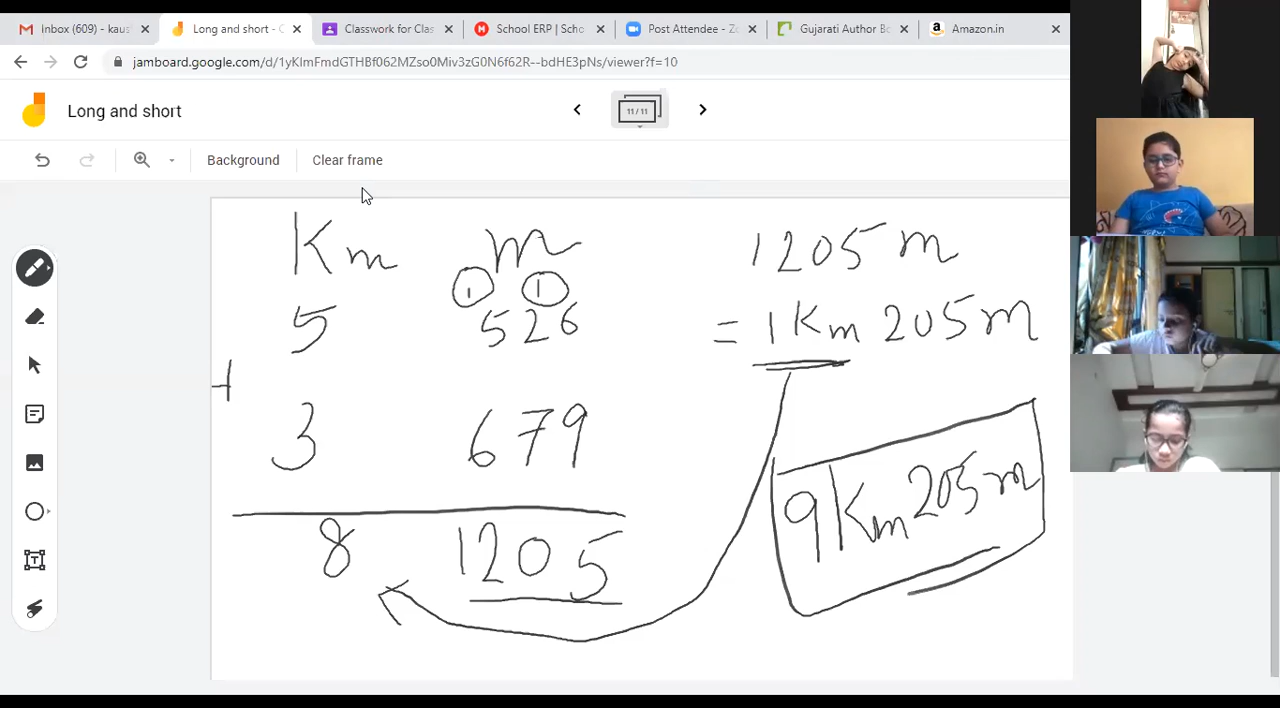 Inbox (609) - kaus
Long and short - G
Classwork for Clas
School ERP | Scho
Post Attendee - Zo
Gujarati Author Bo
Amazon.in
jamboard.google.com/d/
/viewer?f=10
Long and short
11/11
Background
Clear frame
Km m
1 1
5 526
+
3 679
8 1205
1205 m
= 1 Km 205 m
9 Km 205 m